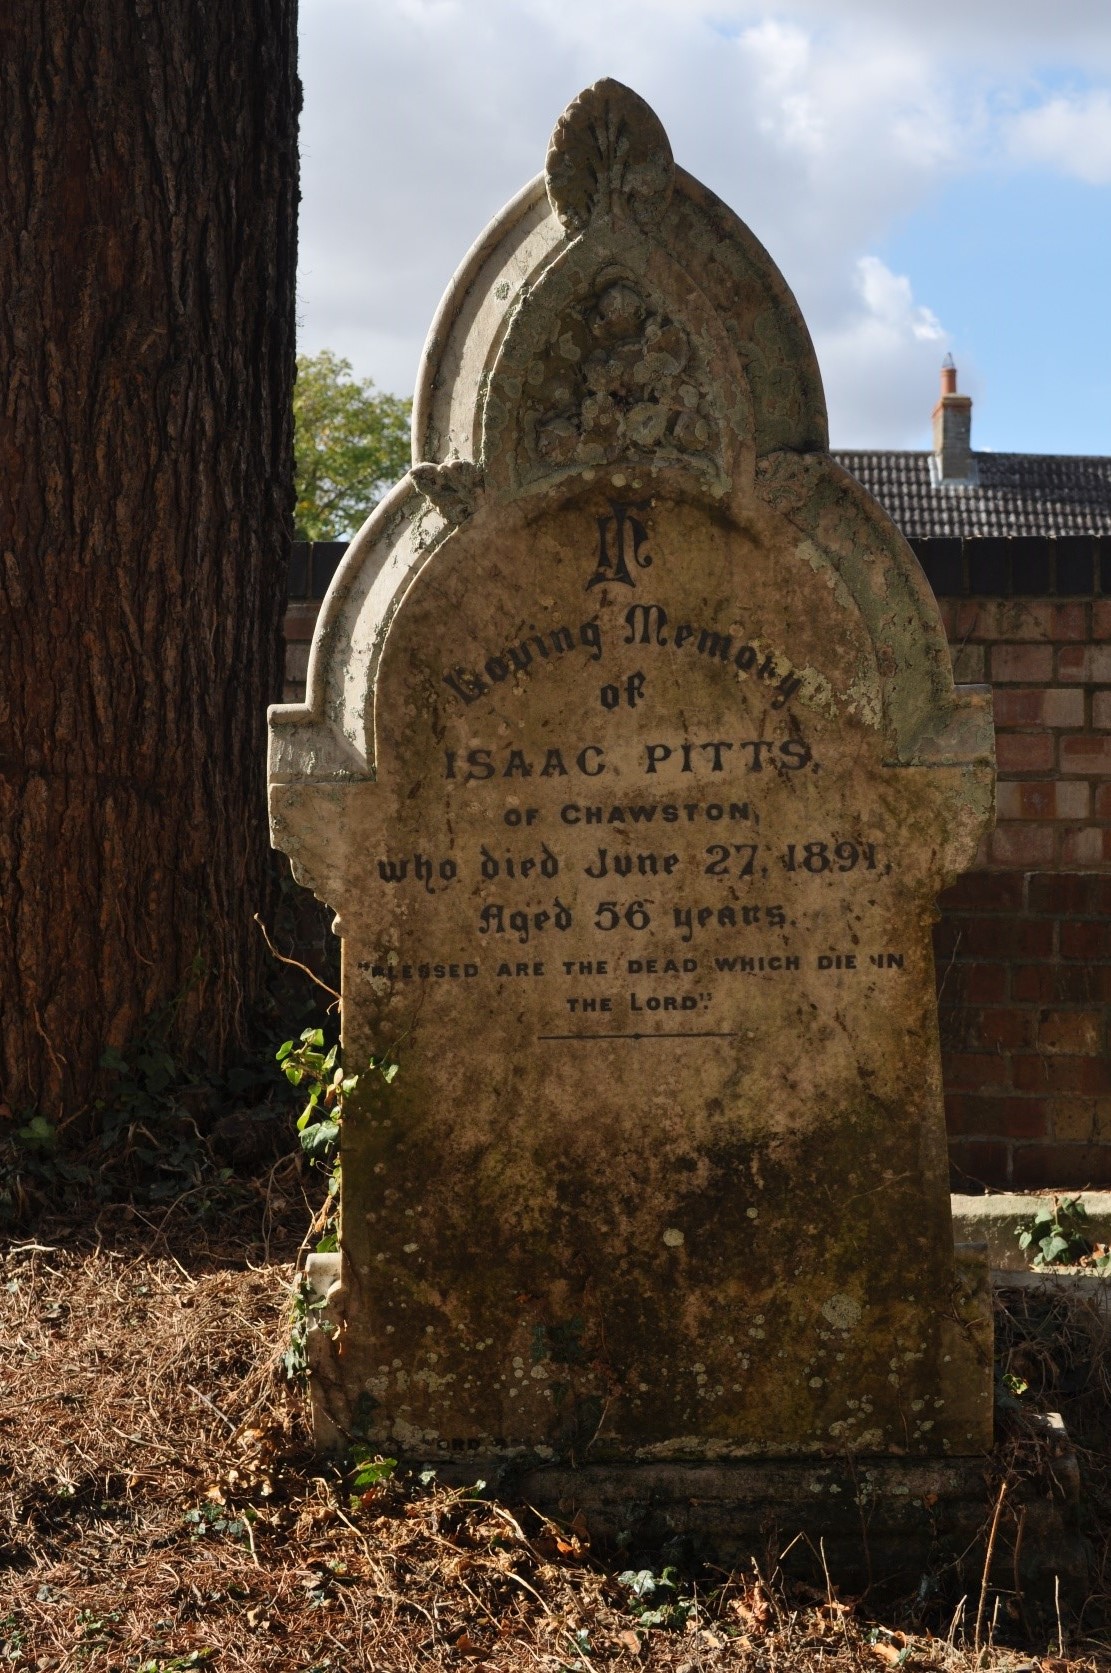 In
Loving Memory
of
ISAAC PITTS,
OF CHAWSTON,
who died June 27, 1891,
Aged 56 years.
"BLESSED ARE THE DEAD WHICH DIE IN
THE LORD".